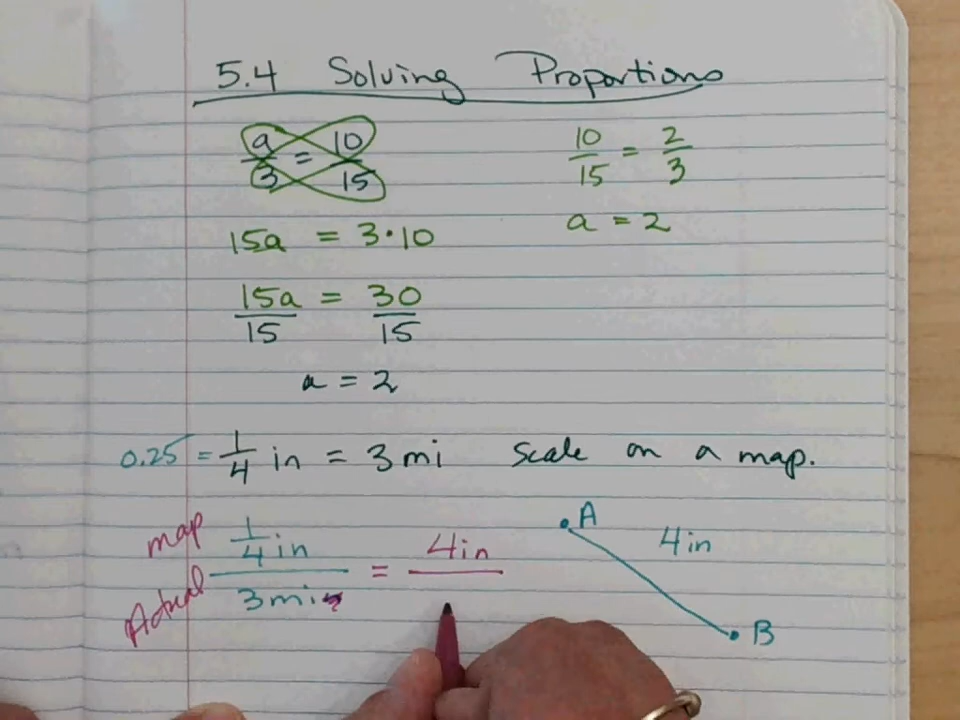 5.4 Solving Proportions
a/3 = 10/15
15a = 3·10
15a/15 = 30/15
a = 2
10/15 = 2/3
a = 2
0.25 = 1/4 in = 3 mi scale on a map.
map 1/4 in = 4 in
Actual 3 mi
A
4 in
B